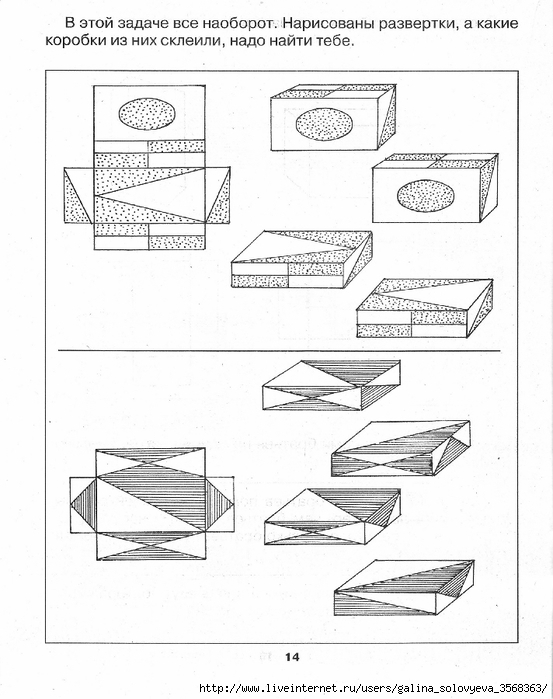 В этой задаче все наоборот. Нарисованы развертки, а какие
коробки из них склеили, надо найти тебе.
14
http://www.liveinternet.ru/users/galina_solovyeva_3568363/